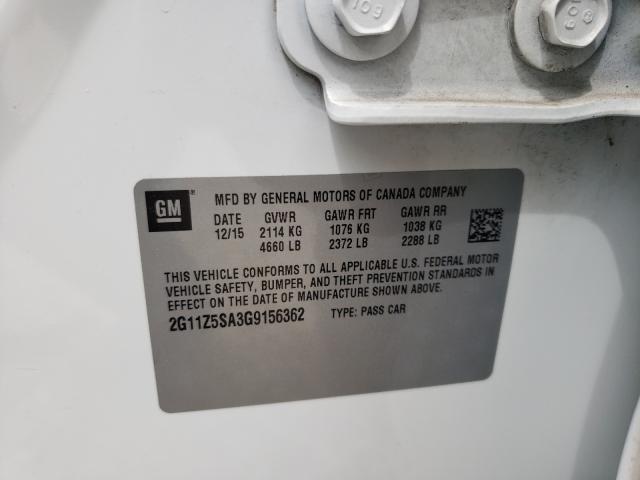 109
GM
MFD BY GENERAL MOTORS OF CANADA COMPANY
DATE GVWR GAWR FRT GAWR RR
12/15 2114 KG 1076 KG 1038 KG
4660 LB 2372 LB 2288 LB
THIS VEHICLE CONFORMS TO ALL APPLICABLE U.S. FEDERAL MOTOR
VEHICLE SAFETY, BUMPER, AND THEFT PREVENTION STANDARDS IN
EFFECT ON THE DATE OF MANUFACTURE SHOWN ABOVE.
2G11Z5SA3G9156362 TYPE: PASS CAR